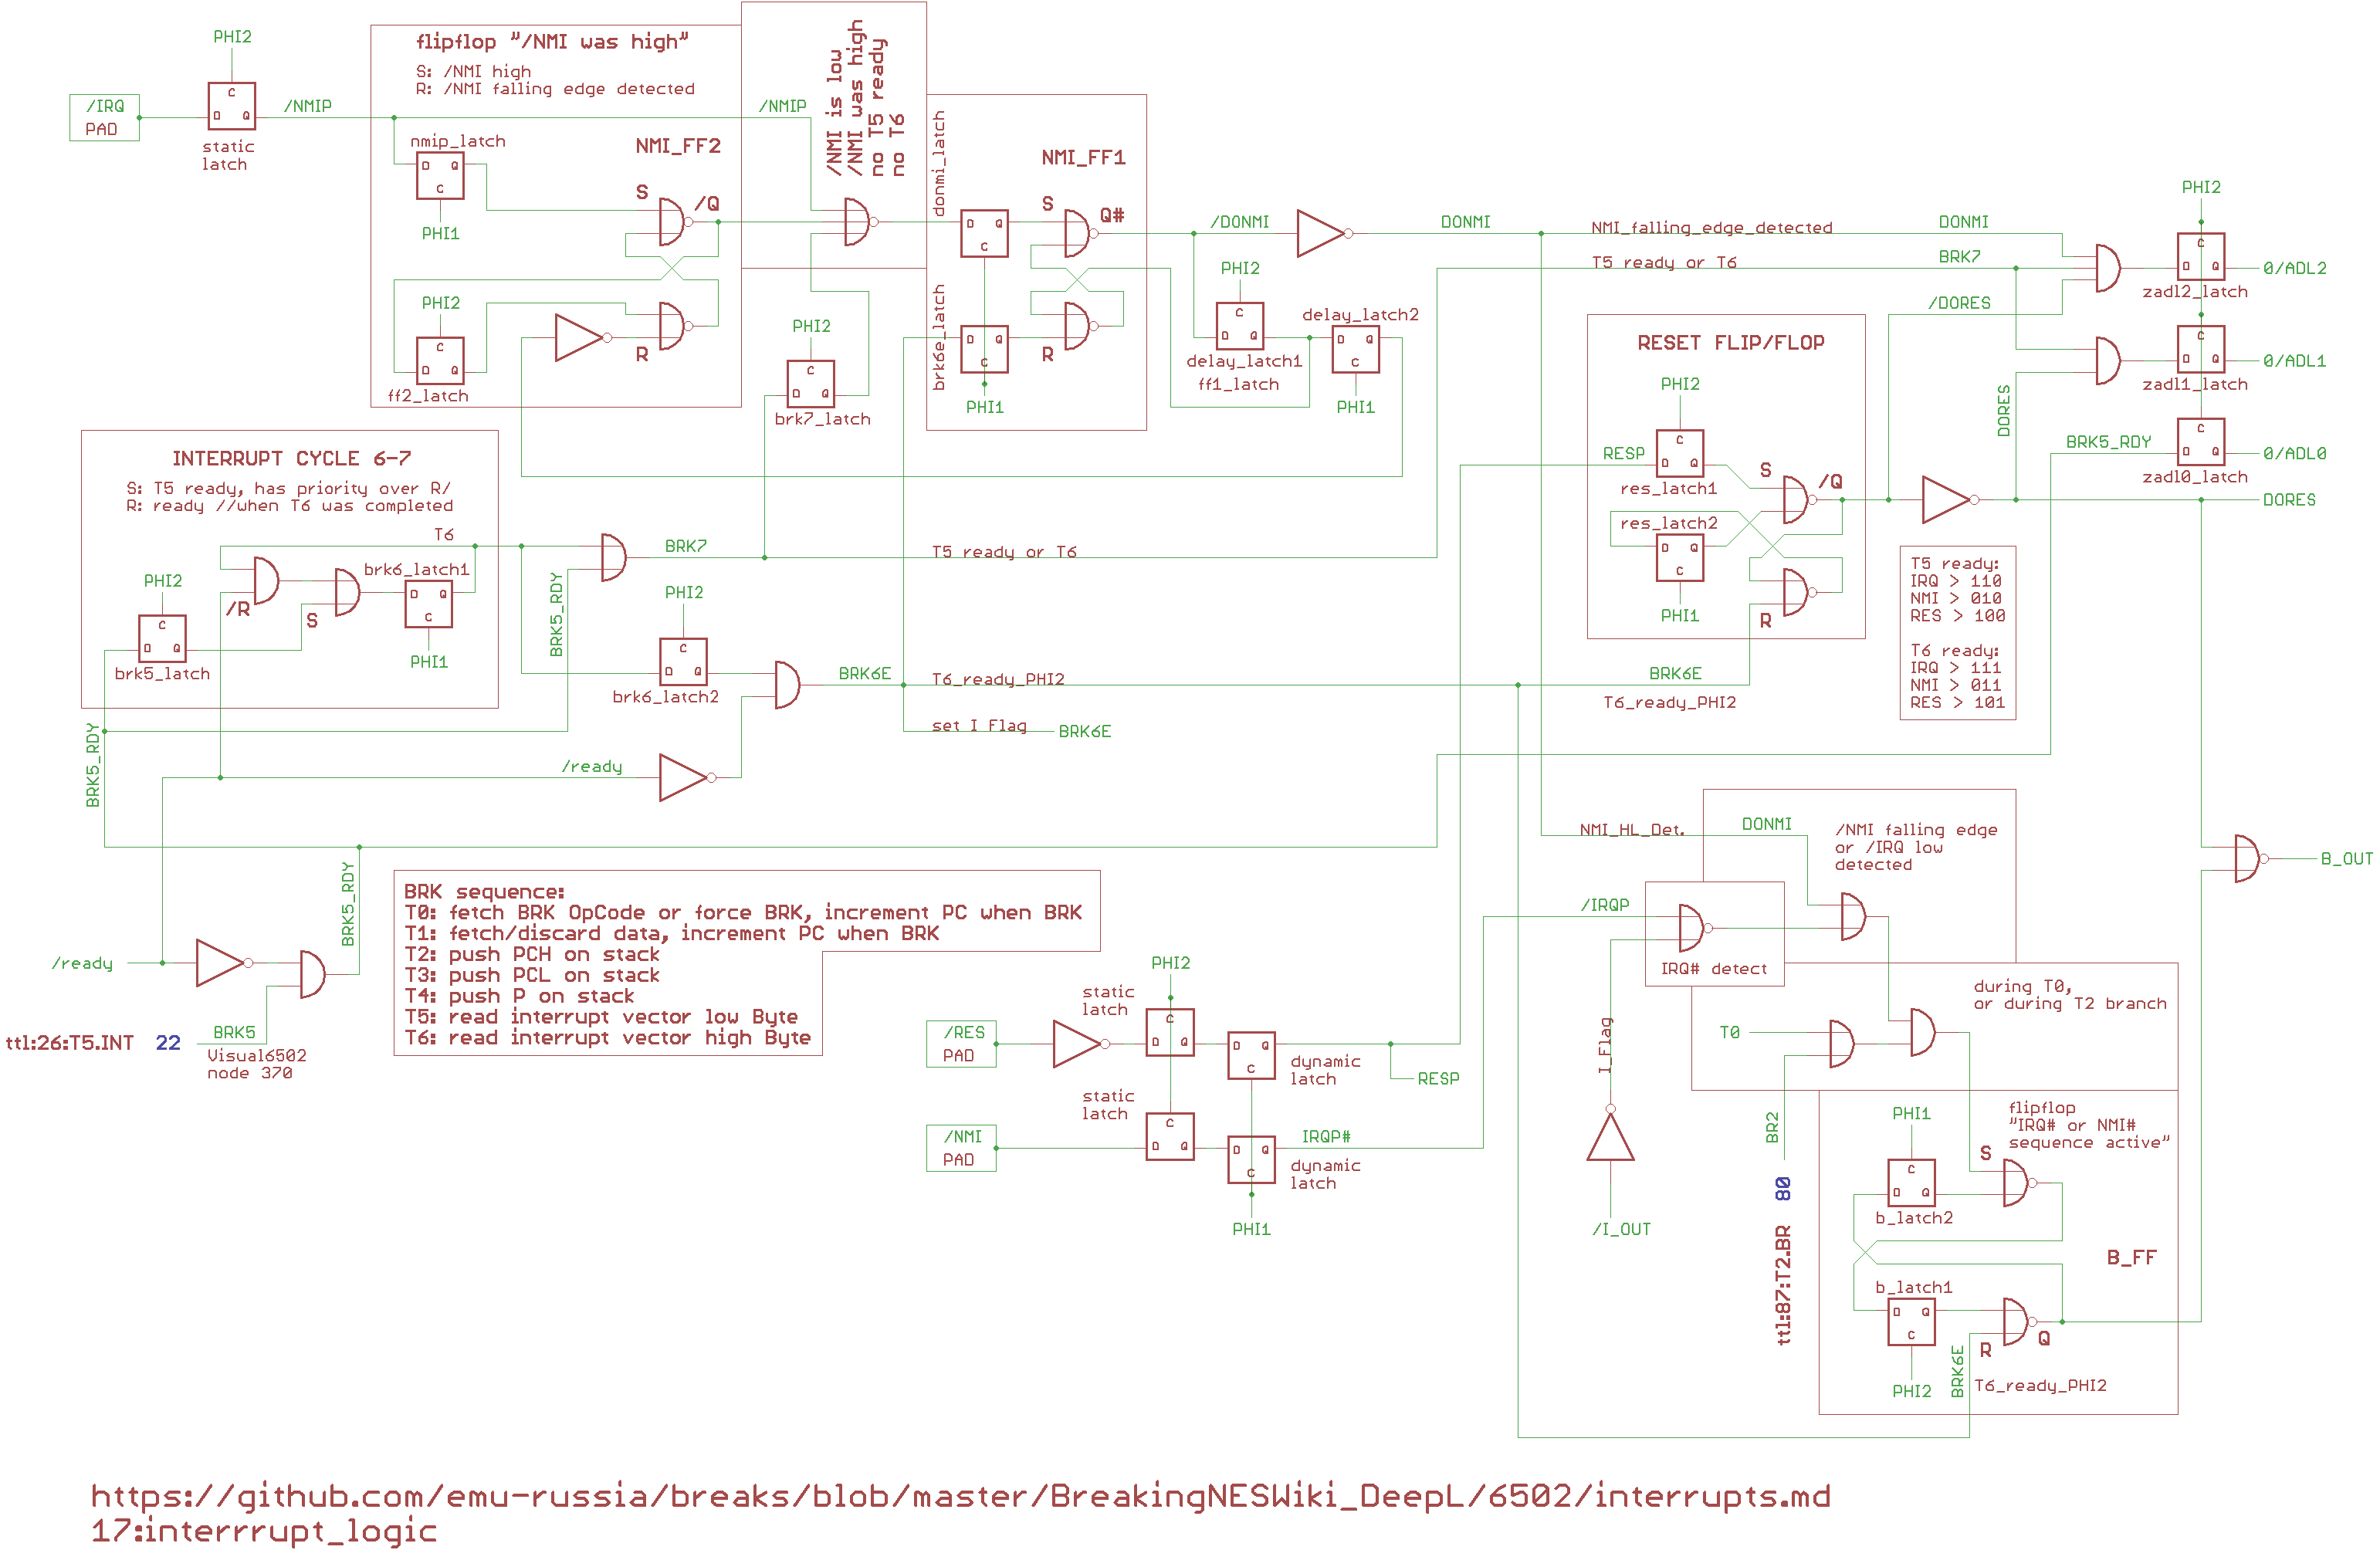 PHI2
flipflop "/NMI was high"
S: /NMI high
R: /NMI falling edge detected
/IRQ
PAD
C
D Q
static
latch
/NMIP
nmip_latch
D Q
C
PHI1
NMI_FF2
S
/Q
/NMIP
/NMI is low
/NMI was high
no T5 ready
no T6
donmi_latch
NMI_FF1
D Q
C
S
Q#
/DONMI
DONMI
NMI_falling_edge_detected
DONMI
PHI2
C
D Q
0/ADL2
zadl2_latch
T5 ready or T6
BRK7
/DORES
PHI2
C
D Q
ff2_latch
R
PHI2
C
D Q
brk7_latch
brk6e_latch
D Q
C
PHI1
R
PHI2
C
D Q
delay_latch1
ff1_latch
delay_latch2
D Q
C
PHI1
RESET FLIP/FLOP
PHI2
RESP
C
D Q
res_latch1
S
/Q
res_latch2
D Q
C
PHI1
R
DORES
C
D Q
0/ADL1
zadl1_latch
BRK5_RDY
C
D Q
0/ADL0
zadl0_latch
DORES
INTERRUPT CYCLE 6-7
S: T5 ready, has priority over R/
R: ready //when T6 was completed
T6
PHI2
C
D Q
brk5_latch
/R
S
brk6_latch1
D Q
C
PHI1
BRK7
T5 ready or T6
BRK5_RDY
PHI2
C
D Q
brk6_latch2
BRK6E
T6_ready_PHI2
BRK6E
T6_ready_PHI2
set I Flag
BRK6E
T5 ready:
IRQ > 110
NMI > 010
RES > 100
T6 ready:
IRQ > 111
NMI > 011
RES > 101
BRK5_RDY
/ready
BRK5_RDY
/ready
BRK5
ttl:26:T5.INT 22
Visual6502
node 370
BRK sequence:
T0: fetch BRK OpCode or force BRK, increment PC when BRK
T1: fetch/discard data, increment PC when BRK
T2: push PCH on stack
T3: push PCL on stack
T4: push P on stack
T5: read interrupt vector low Byte
T6: read interrupt vector high Byte
NMI_HL_Det.
DONMI
/NMI falling edge
or /IRQ low
detected
B_OUT
/IRQP
IRQ# detect
during T0,
or during T2 branch
T0
PHI2
static
latch
/RES
PAD
C
D Q
D Q
C
dynamic
latch
RESP
static
latch
/NMI
PAD
C
D Q
D Q
C
IRQP#
dynamic
latch
PHI1
I_Flag
/I_OUT
BR2
ttl:87:T2.BR 80
PHI1
flipflop
"IRQ# or NMI#
sequence active"
C
D Q
b_latch2
S
B_FF
b_latch1
D Q
C
PHI2
R
Q
BRK6E
T6_ready_PHI2
https://github.com/emu-russia/breaks/blob/master/BreakingNESWiki_DeepL/6502/interrupts.md
17:interrrupt_logic